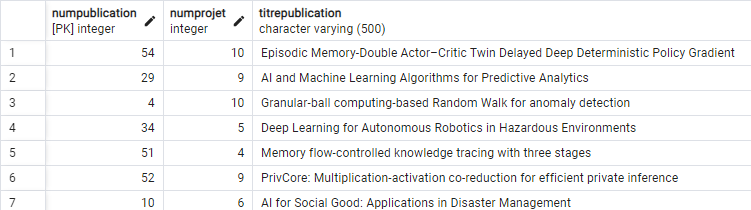 numpublication numprojet titrepublication
[PK] integer integer character varying (500)
1 54 10 Episodic Memory-Double Actor–Critic Twin Delayed Deep Deterministic Policy Gradient
2 29 9 AI and Machine Learning Algorithms for Predictive Analytics
3 4 10 Granular-ball computing-based Random Walk for anomaly detection
4 34 5 Deep Learning for Autonomous Robotics in Hazardous Environments
5 51 4 Memory flow-controlled knowledge tracing with three stages
6 52 9 PrivCore: Multiplication-activation co-reduction for efficient private inference
7 10 6 AI for Social Good: Applications in Disaster Management